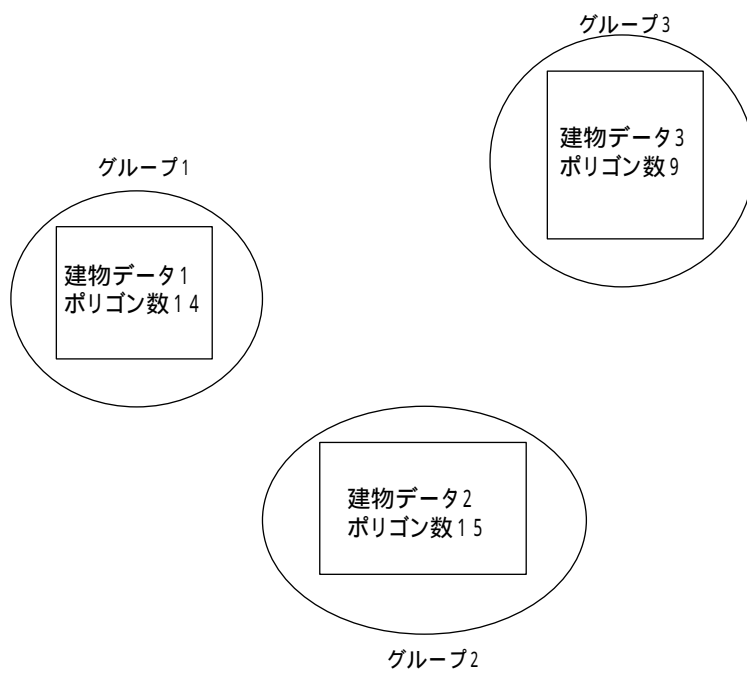 グループ3
建物データ3
ポリゴン数9
グループ1
建物データ1
ポリゴン数14
建物データ2
ポリゴン数15
グループ2